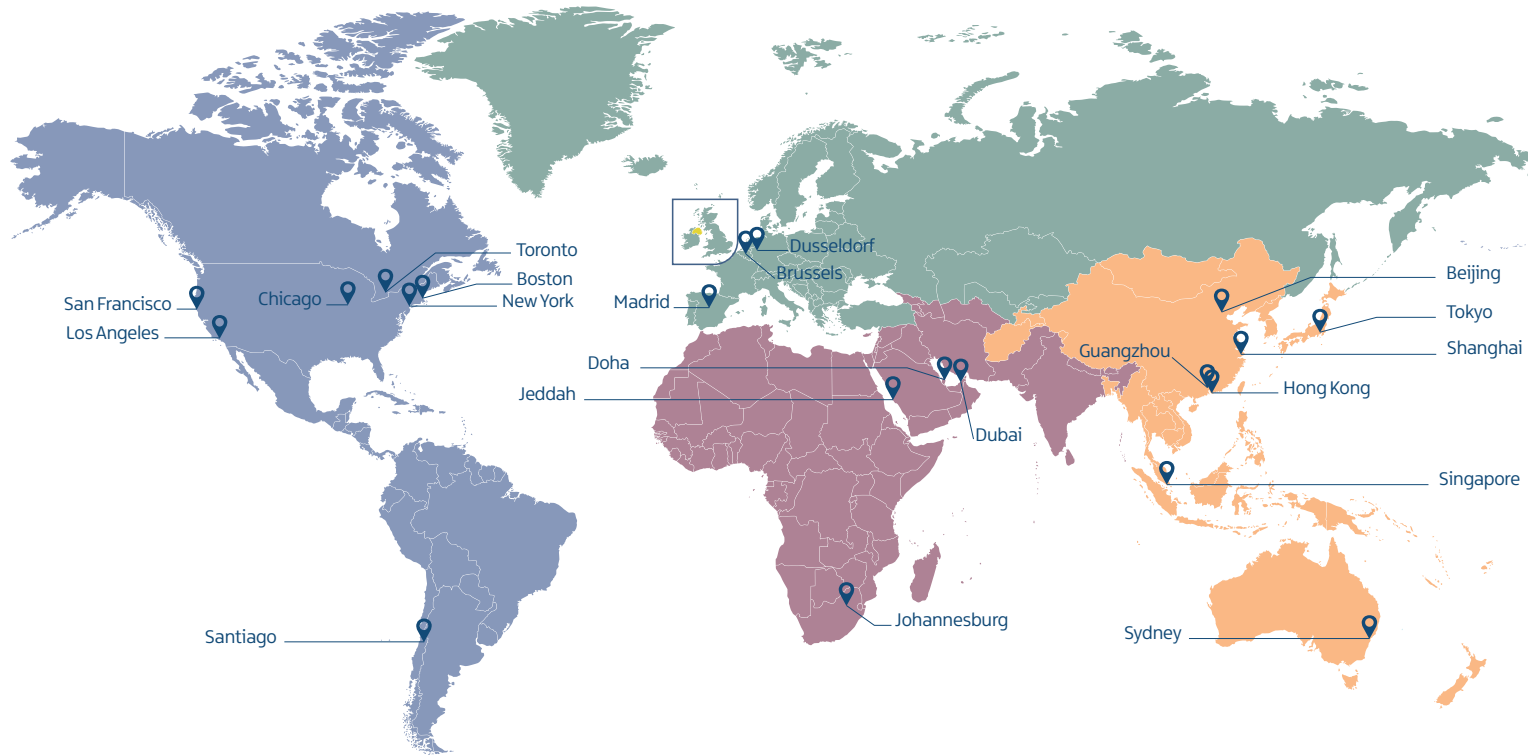 Toronto
Boston
New York
Chicago
San Francisco
Los Angeles
Santiago
Dusseldorf
Brussels
Madrid
Doha
Jeddah
Dubai
Johannesburg
Beijing
Tokyo
Shanghai
Guangzhou
Hong Kong
Singapore
Sydney